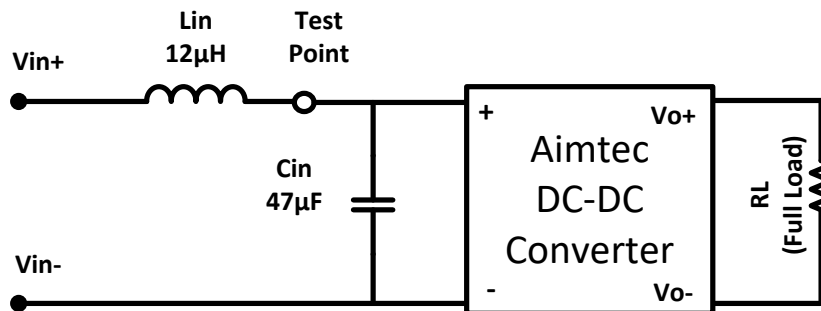 Lin
12µH
Test
Point
Vin+
+
Vo+
Aimtec
DC-DC
Converter
Cin
47µF
RL
(Full Load)
Vin-
-
Vo-